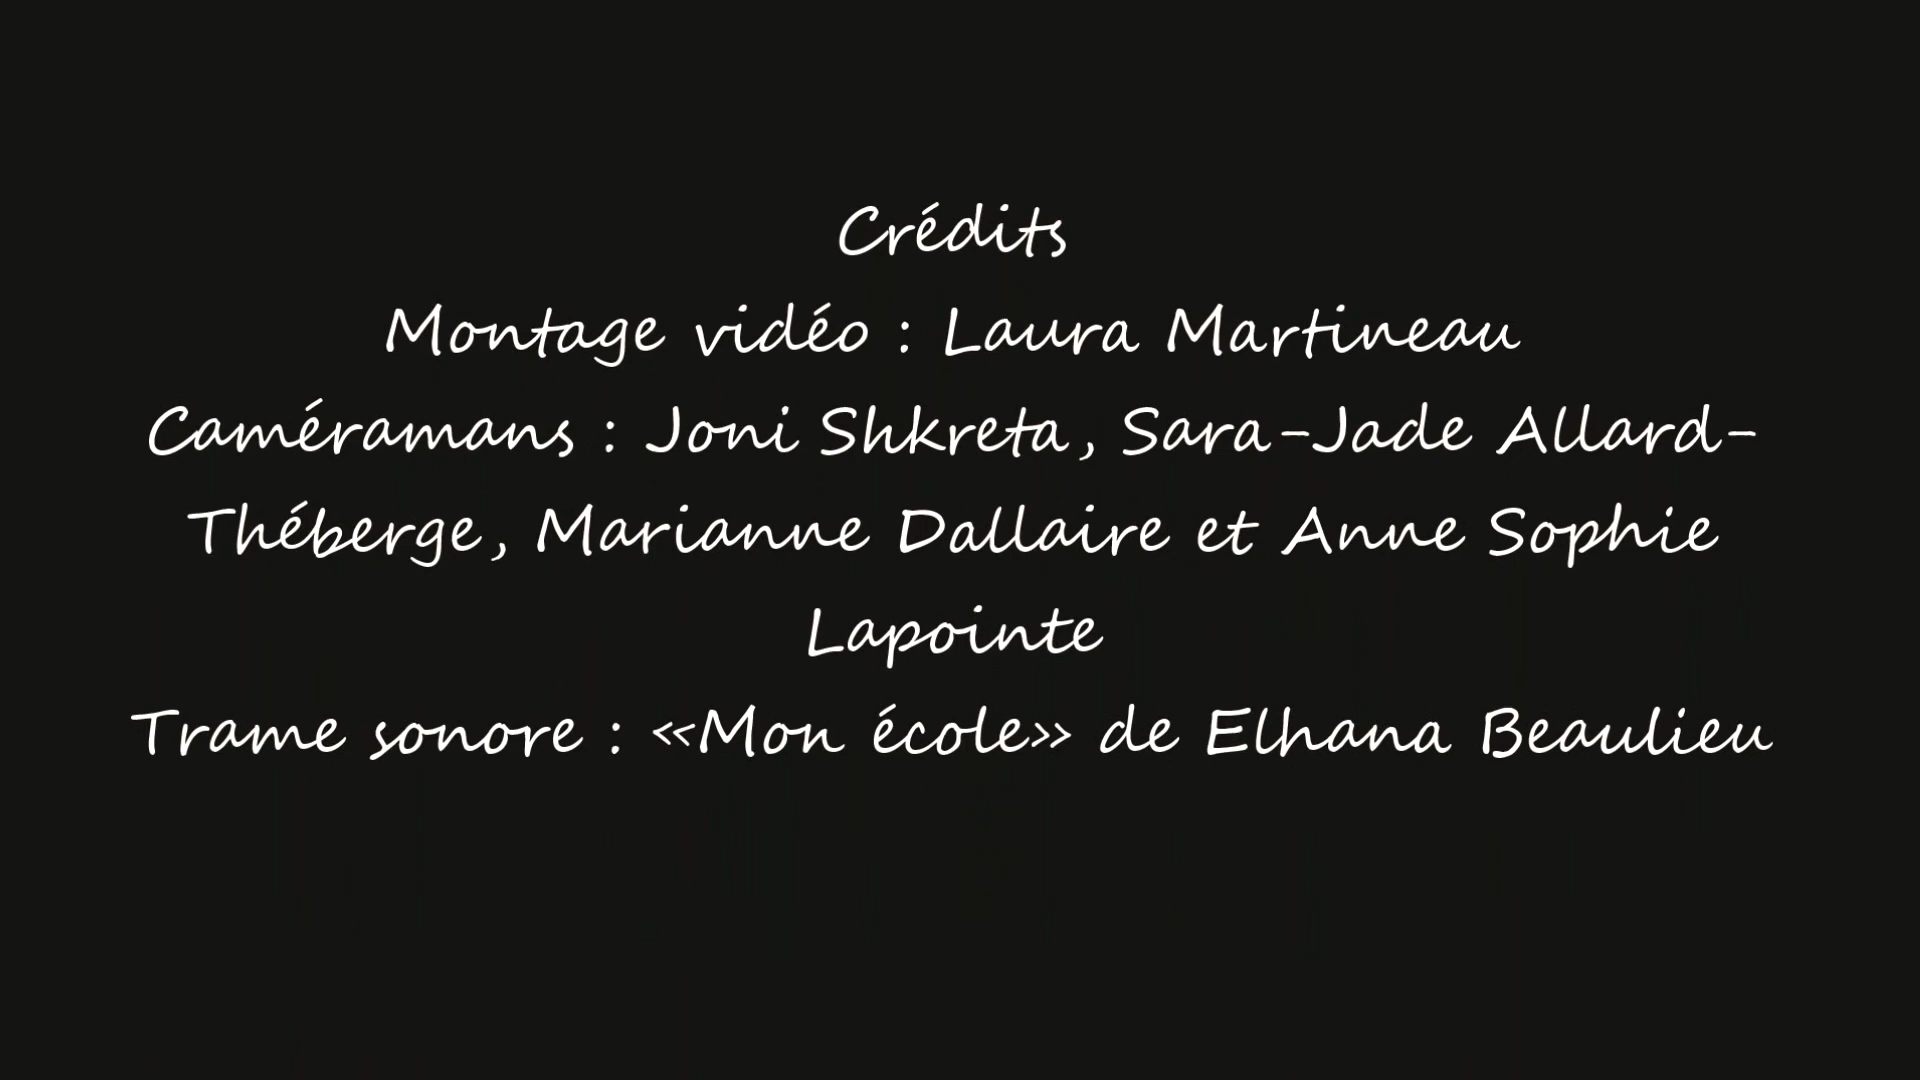 Crédits
Montage vidéo : Laura Martineau
Caméramans : Joni Shkreta, Sara-Jade Allard-
Théberge, Marianne Dallaire et Anne Sophie
Lapointe
Trame sonore : «Mon école» de Elhana Beaulieu